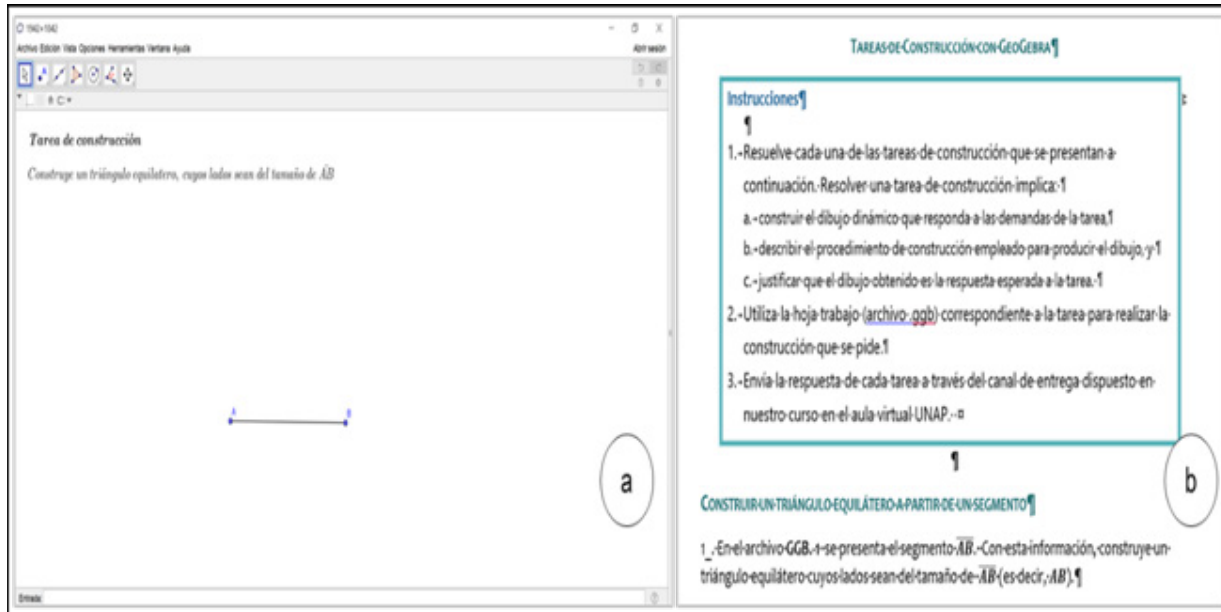 1542×1542
Archivo Edición Vista Opciones Herramientas Ventana Ayuda
Abrir sesión
Tarea de construcción
Construye un triángulo equilatero, cuyos lados sean del tamaño de AB
A
B
a
Entrada:
TAREAS·DE·CONSTRUCCIÓN·CON·GEOGEBRA¶
Instrucciones¶
¶
1.·Resuelve·cada·una·de·las·tareas·de·construcción·que·se·presentan·a·
continuación.·Resolver·una·tarea·de·construcción·implica:·¶
a.·construir·el·dibujo·dinámico·que·responda·a·las·demandas·de·la·tarea,¶
b.·describir·el·procedimiento·de·construcción·empleado·para·producir·el·dibujo,·y·¶
c.·justificar·que·el·dibujo·obtenido·es·la·respuesta·esperada·a·la·tarea.·¶
2.·Utiliza·la·hoja·trabajo·(archivo·.ggb)·correspondiente·a·la·tarea·para·realizar·la·
construcción·que·se·pide.¶
3.·Envía·la·respuesta·de·cada·tarea·a·través·del·canal·de·entrega·dispuesto·en·
nuestro·curso·en·el·aula·virtual·UNAP.··¤
¶
b
CONSTRUIR·UN·TRIÁNGULO·EQUILÁTERO·A·PARTIR·DE·UN·SEGMENTO¶
1_.·En·el·archivo·GGB.·1·se·presenta·el·segmento·AB.·Con·esta·información,·construye·un·
triángulo·equilátero·cuyos·lados·sean·del·tamaño·de·AB·(es·decir,·AB).¶